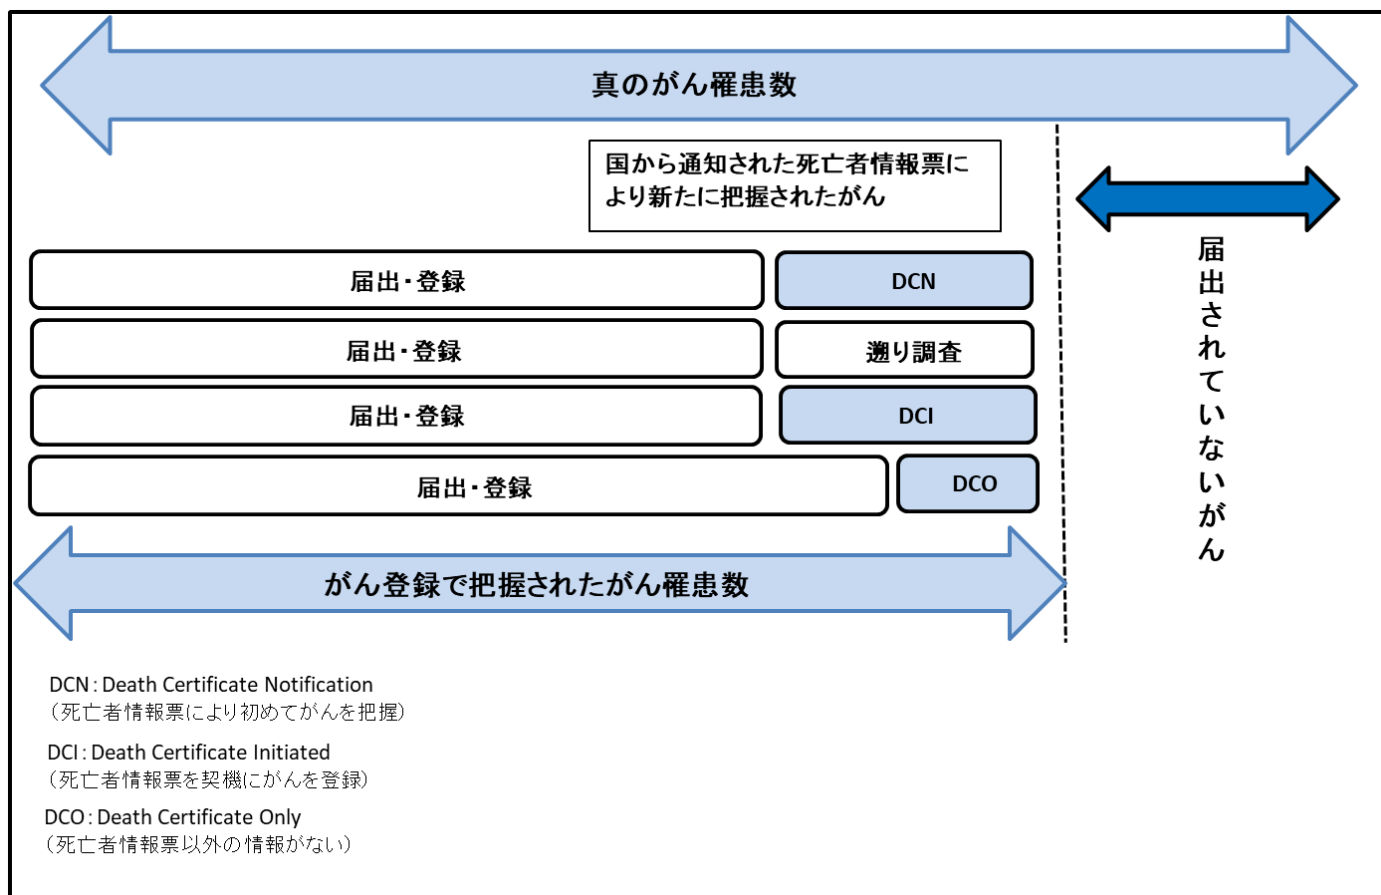 真のがん罹患数
国から通知された死亡者情報票に
より新たに把握されたがん
届出されていないがん
届出・登録
DCN
届出・登録
遡り調査
届出・登録
DCI
届出・登録
DCO
がん登録で把握されたがん罹患数
DCN：Death Certificate Notification
（死亡者情報票により初めてがんを把握）
DCI：Death Certificate Initiated
（死亡者情報票を契機にがんを登録）
DCO：Death Certificate Only
（死亡者情報票以外の情報がない）